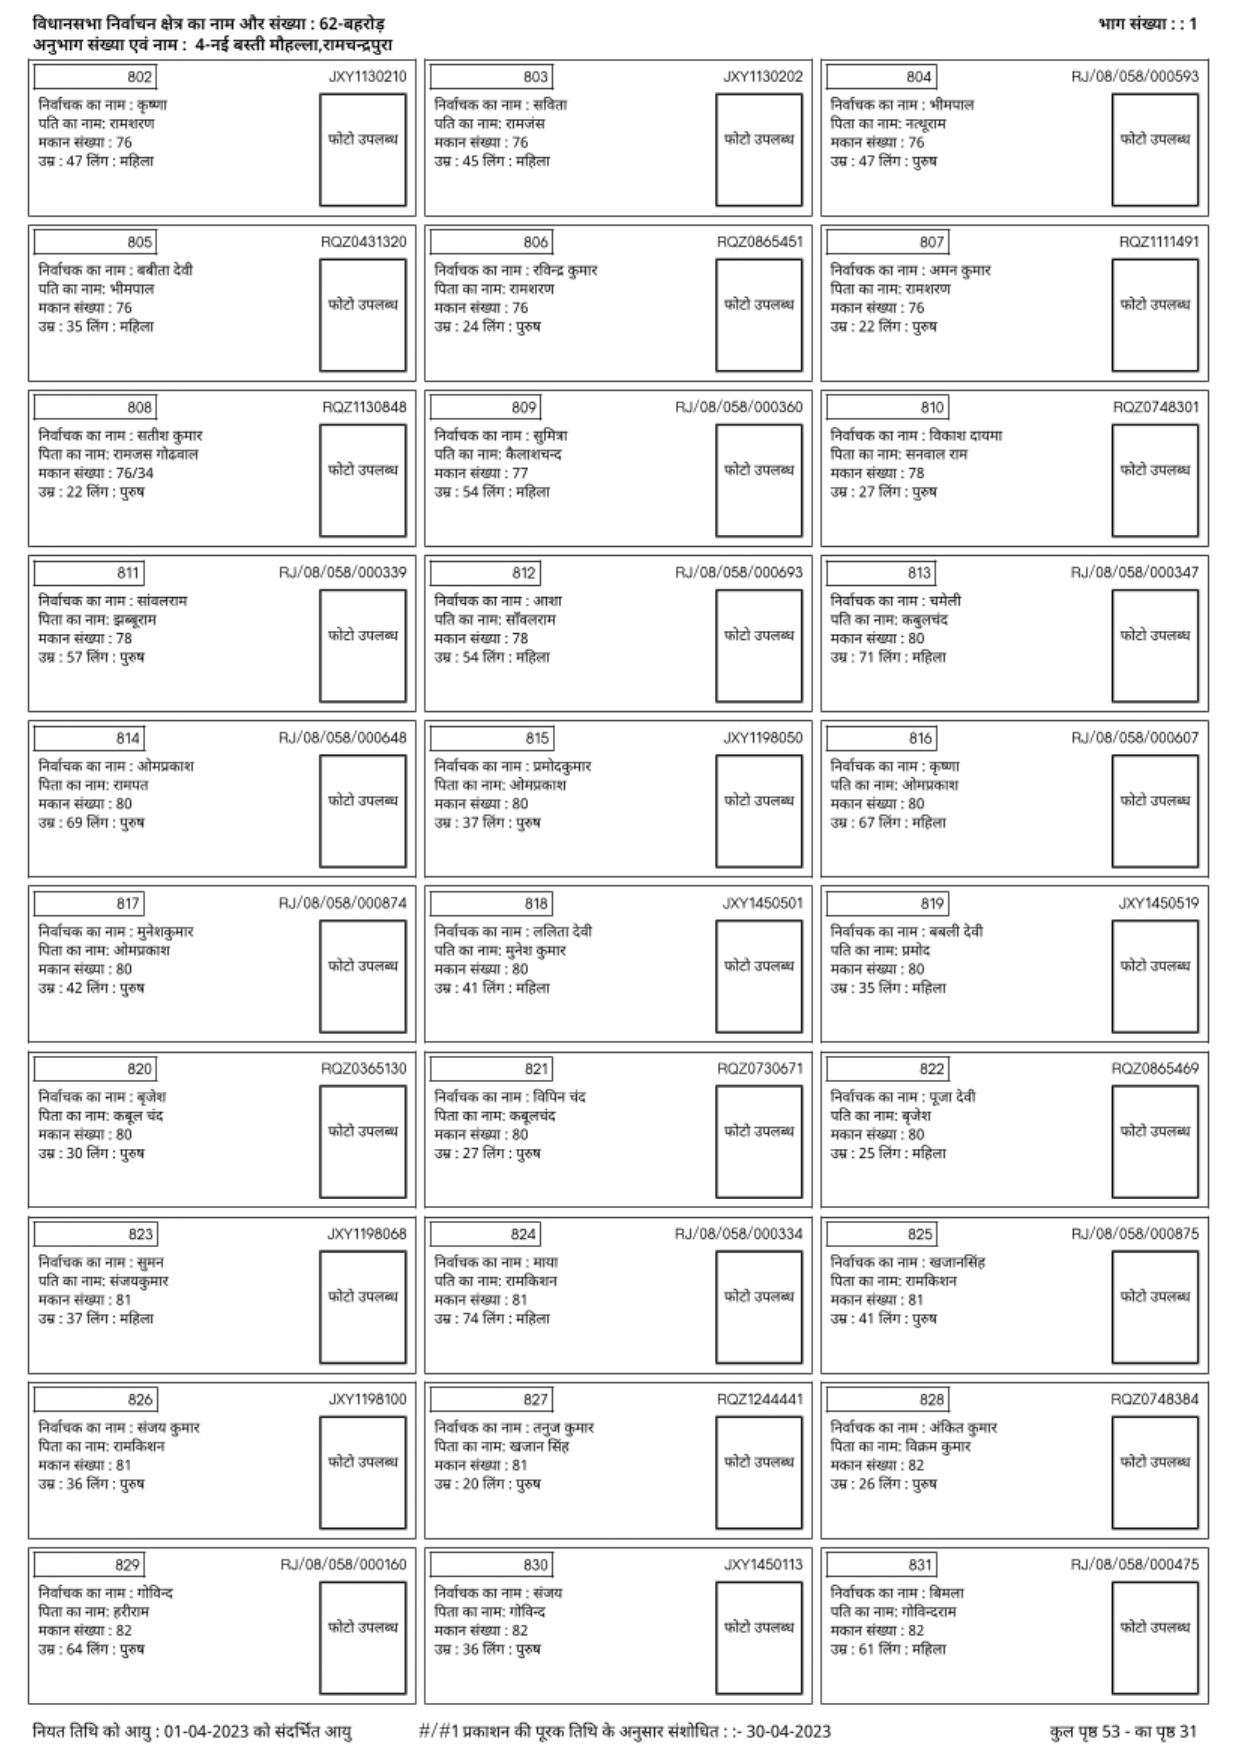 विधानसभा निर्वाचन क्षेत्र का नाम और संख्या : 62-बहरोड़
भाग संख्या : : 1
अनुभाग संख्या एवं नाम : 4-नई बस्ती मौहल्ला,रामचन्द्रपुरा
802 JXY1130210
निर्वाचक का नाम : कृष्णा
पति का नाम: रामशरण
मकान संख्या : 76
उम्र : 47 लिंग : महिला
फोटो उपलब्ध
803 JXY1130202
निर्वाचक का नाम : सविता
पति का नाम: रामजंस
मकान संख्या : 76
उम्र : 45 लिंग : महिला
फोटो उपलब्ध
804 RJ/08/058/000593
निर्वाचक का नाम : भीमपाल
पिता का नाम: नत्थूराम
मकान संख्या : 76
उम्र : 47 लिंग : पुरुष
फोटो उपलब्ध
805 RQZ0431320
निर्वाचक का नाम : बबीता देवी
पति का नाम: भीमपाल
मकान संख्या : 76
उम्र : 35 लिंग : महिला
फोटो उपलब्ध
806 RQZ0865451
निर्वाचक का नाम : रविन्द्र कुमार
पिता का नाम: रामशरण
मकान संख्या : 76
उम्र : 24 लिंग : पुरुष
फोटो उपलब्ध
807 RQZ1111491
निर्वाचक का नाम : अमन कुमार
पिता का नाम: रामशरण
मकान संख्या : 76
उम्र : 22 लिंग : पुरुष
फोटो उपलब्ध
808 RQZ1130848
निर्वाचक का नाम : सतीश कुमार
पिता का नाम: रामजस गोढवाल
मकान संख्या : 76/34
उम्र : 22 लिंग : पुरुष
फोटो उपलब्ध
809 RJ/08/058/000360
निर्वाचक का नाम : सुमित्रा
पति का नाम: कैलाशचन्द
मकान संख्या : 77
उम्र : 54 लिंग : महिला
फोटो उपलब्ध
810 RQZ0748301
निर्वाचक का नाम : विकाश दायमा
पिता का नाम: सनवाल राम
मकान संख्या : 78
उम्र : 27 लिंग : पुरुष
फोटो उपलब्ध
811 RJ/08/058/000339
निर्वाचक का नाम : सांवलराम
पिता का नाम: झब्बूराम
मकान संख्या : 78
उम्र : 57 लिंग : पुरुष
फोटो उपलब्ध
812 RJ/08/058/000693
निर्वाचक का नाम : आशा
पति का नाम: साँवलराम
मकान संख्या : 78
उम्र : 54 लिंग : महिला
फोटो उपलब्ध
813 RJ/08/058/000347
निर्वाचक का नाम : चमेली
पति का नाम: कबुलचंद
मकान संख्या : 80
उम्र : 71 लिंग : महिला
फोटो उपलब्ध
814 RJ/08/058/000648
निर्वाचक का नाम : ओमप्रकाश
पिता का नाम: रामपत
मकान संख्या : 80
उम्र : 69 लिंग : पुरुष
फोटो उपलब्ध
815 JXY1198050
निर्वाचक का नाम : प्रमोदकुमार
पिता का नाम: ओमप्रकाश
मकान संख्या : 80
उम्र : 37 लिंग : पुरुष
फोटो उपलब्ध
816 RJ/08/058/000607
निर्वाचक का नाम : कृष्णा
पति का नाम: ओमप्रकाश
मकान संख्या : 80
उम्र : 67 लिंग : महिला
फोटो उपलब्ध
817 RJ/08/058/000874
निर्वाचक का नाम : मुनेशकुमार
पिता का नाम: ओमप्रकाश
मकान संख्या : 80
उम्र : 42 लिंग : पुरुष
फोटो उपलब्ध
818 JXY1450501
निर्वाचक का नाम : ललिता देवी
पति का नाम: मुनेश कुमार
मकान संख्या : 80
उम्र : 41 लिंग : महिला
फोटो उपलब्ध
819 JXY1450519
निर्वाचक का नाम : बबली देवी
पति का नाम: प्रमोद
मकान संख्या : 80
उम्र : 35 लिंग : महिला
फोटो उपलब्ध
820 RQZ0365130
निर्वाचक का नाम : बृजेश
पिता का नाम: कबूल चंद
मकान संख्या : 80
उम्र : 30 लिंग : पुरुष
फोटो उपलब्ध
821 RQZ0730671
निर्वाचक का नाम : विपिन चंद
पिता का नाम: कबूलचंद
मकान संख्या : 80
उम्र : 27 लिंग : पुरुष
फोटो उपलब्ध
822 RQZ0865469
निर्वाचक का नाम : पूजा देवी
पति का नाम: बृजेश
मकान संख्या : 80
उम्र : 25 लिंग : महिला
फोटो उपलब्ध
823 JXY1198068
निर्वाचक का नाम : सुमन
पति का नाम: संजयकुमार
मकान संख्या : 81
उम्र : 37 लिंग : महिला
फोटो उपलब्ध
824 RJ/08/058/000334
निर्वाचक का नाम : माया
पति का नाम: रामकिशन
मकान संख्या : 81
उम्र : 74 लिंग : महिला
फोटो उपलब्ध
825 RJ/08/058/000875
निर्वाचक का नाम : खजानसिंह
पिता का नाम: रामकिशन
मकान संख्या : 81
उम्र : 41 लिंग : पुरुष
फोटो उपलब्ध
826 JXY1198100
निर्वाचक का नाम : संजय कुमार
पिता का नाम: रामकिशन
मकान संख्या : 81
उम्र : 36 लिंग : पुरुष
फोटो उपलब्ध
827 RQZ1244441
निर्वाचक का नाम : तनुज कुमार
पिता का नाम: खजान सिंह
मकान संख्या : 81
उम्र : 20 लिंग : पुरुष
फोटो उपलब्ध
828 RQZ0748384
निर्वाचक का नाम : अंकित कुमार
पिता का नाम: विक्रम कुमार
मकान संख्या : 82
उम्र : 26 लिंग : पुरुष
फोटो उपलब्ध
829 RJ/08/058/000160
निर्वाचक का नाम : गोविन्द
पिता का नाम: हरीराम
मकान संख्या : 82
उम्र : 64 लिंग : पुरुष
फोटो उपलब्ध
830 JXY1450113
निर्वाचक का नाम : संजय
पिता का नाम: गोविन्द
मकान संख्या : 82
उम्र : 36 लिंग : पुरुष
फोटो उपलब्ध
831 RJ/08/058/000475
निर्वाचक का नाम : बिमला
पति का नाम: गोविन्दराम
मकान संख्या : 82
उम्र : 61 लिंग : महिला
फोटो उपलब्ध
नियत तिथि को आयु : 01-04-2023 को संदर्भित आयु
#/#1 प्रकाशन की पूरक तिथि के अनुसार संशोधित : :- 30-04-2023
कुल पृष्ठ 53 - का पृष्ठ 31